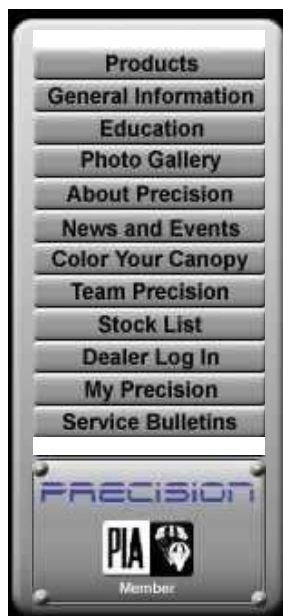 Products
General Information
Education
Photo Gallery
About Precision
News and Events
Color Your Canopy
Team Precision
Stock List
Dealer Log In
My Precision
Service Bulletins
PRECISION
PIA
Member